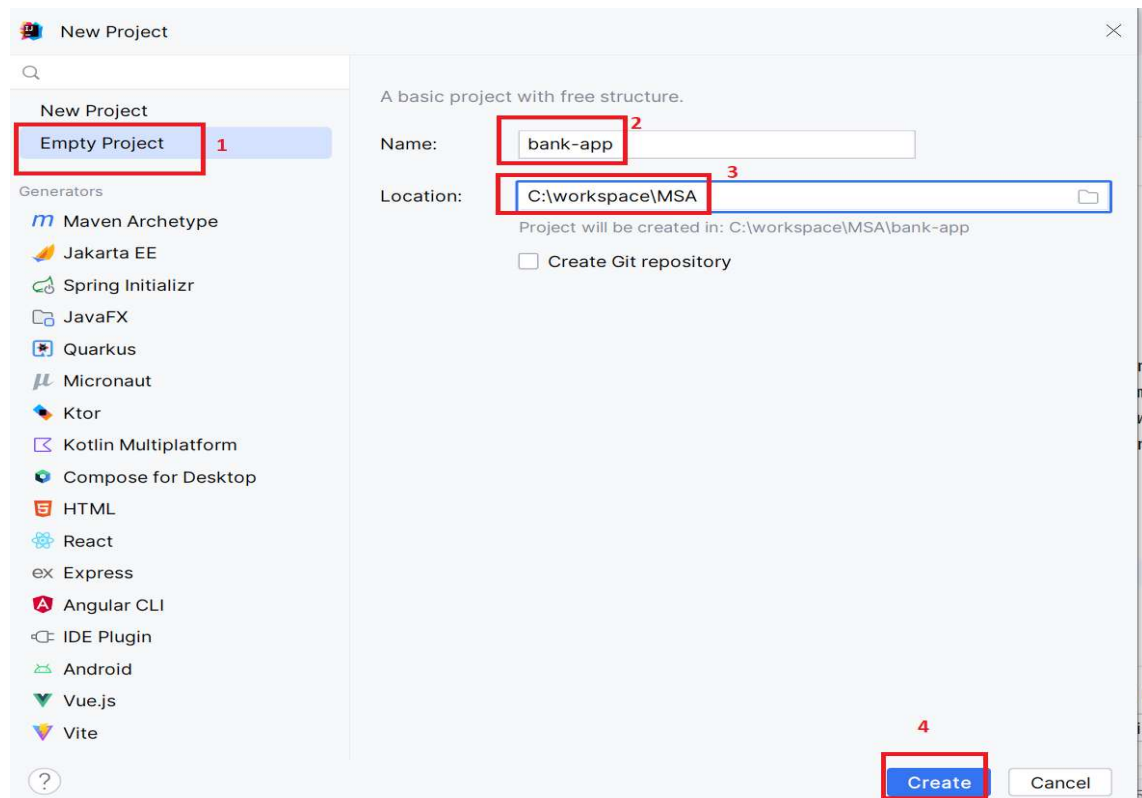 New Project
New Project
Empty Project 1
Generators
Maven Archetype
Jakarta EE
Spring Initializr
JavaFX
Quarkus
Micronaut
Ktor
Kotlin Multiplatform
Compose for Desktop
HTML
React
ex Express
Angular CLI
IDE Plugin
Android
Vue.js
Vite
?
A basic project with free structure.
2
Name: bank-app
3
Location: C:\workspace\MSA
Project will be created in: C:\workspace\MSA\bank-app
Create Git repository
4
Create Cancel